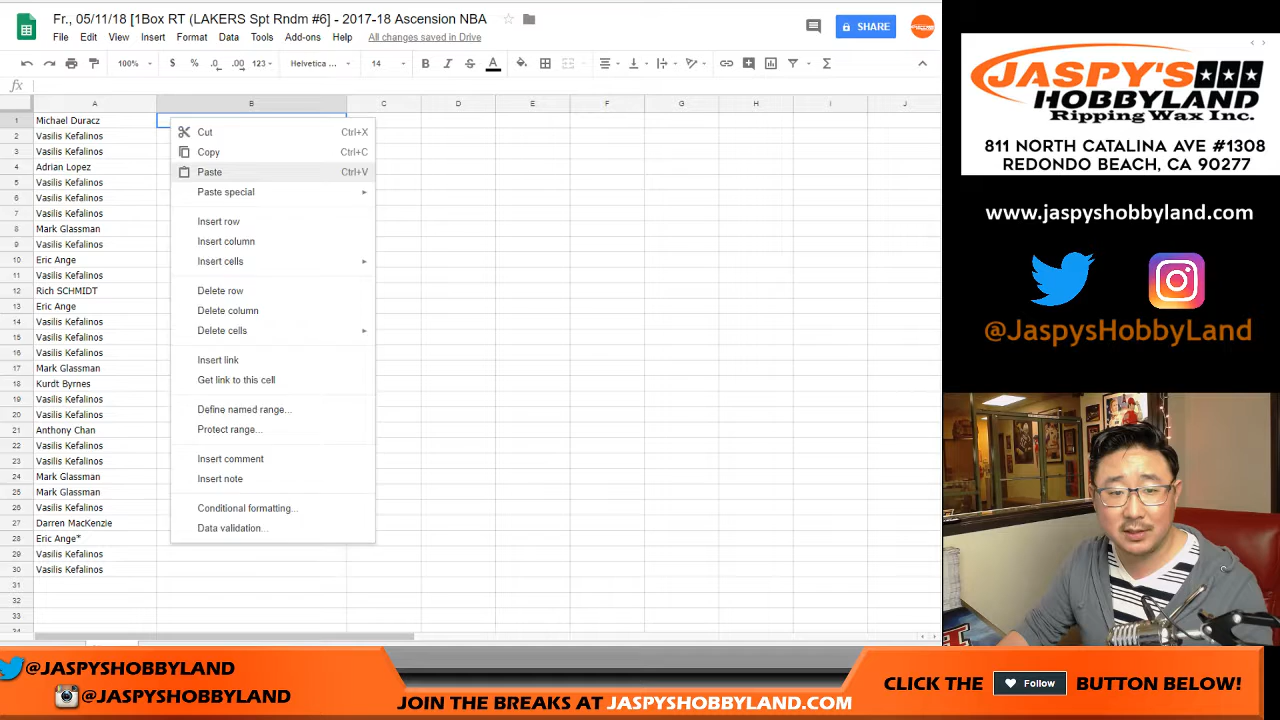 Fr., 05/11/18 [1Box RT (LAKERS Spt Rndm #6] - 2017-18 Ascension NBA
File Edit View Insert Format Data Tools Add-ons Help All changes saved in Drive
SHARE
100% $ % .0 .00 123 Helvetica ... 14 B I S A
fx
A B C D E F G H I J
1 Michael Duracz
2 Vasilis Kefalinos
3 Vasilis Kefalinos
4 Adrian Lopez
5 Vasilis Kefalinos
6 Vasilis Kefalinos
7 Vasilis Kefalinos
8 Mark Glassman
9 Vasilis Kefalinos
10 Eric Ange
11 Vasilis Kefalinos
12 Rich SCHMIDT
13 Eric Ange
14 Vasilis Kefalinos
15 Vasilis Kefalinos
16 Vasilis Kefalinos
17 Mark Glassman
18 Kurdt Byrnes
19 Vasilis Kefalinos
20 Vasilis Kefalinos
21 Anthony Chan
22 Vasilis Kefalinos
23 Vasilis Kefalinos
24 Mark Glassman
25 Mark Glassman
26 Vasilis Kefalinos
27 Darren MacKenzie
28 Eric Ange*
29 Vasilis Kefalinos
30 Vasilis Kefalinos
31
32
33
Cut Ctrl+X
Copy Ctrl+C
Paste Ctrl+V
Paste special
Insert row
Insert column
Insert cells
Delete row
Delete column
Delete cells
Insert link
Get link to this cell
Define named range...
Protect range...
Insert comment
Insert note
Conditional formatting...
Data validation...
JASPY'S
HOBBYLAND
Ripping Wax Inc.
811 NORTH CATALINA AVE #1308
REDONDO BEACH, CA 90277
www.jaspyshobbyland.com
@JaspysHobbyLand
@JASPYSHOBBYLAND
@JASPYSHOBBYLAND
JOIN THE BREAKS AT JASPYSHOBBYLAND.COM
CLICK THE Follow BUTTON BELOW!